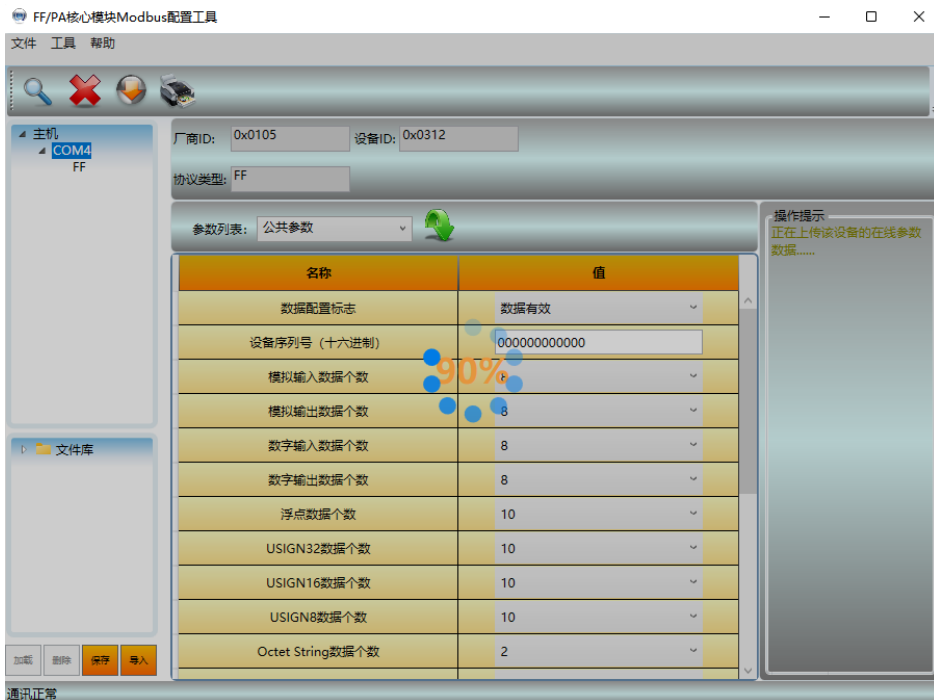 FF/PA核心模块Modbus配置工具
文件 工具 帮助
主机
COM4
FF
厂商ID: 0x0105 设备ID: 0x0312
协议类型: FF
参数列表: 公共参数
操作提示
正在上传该设备的在线参数
数据......
名称 值
数据配置标志 数据有效
设备序列号（十六进制） 000000000000
90%
模拟输入数据个数 8
模拟输出数据个数 8
数字输入数据个数 8
数字输出数据个数 8
浮点数据个数 10
USIGN32数据个数 10
USIGN16数据个数 10
USIGN8数据个数 10
Octet String数据个数 2
文件库
加载 删除 保存 导入
通讯正常